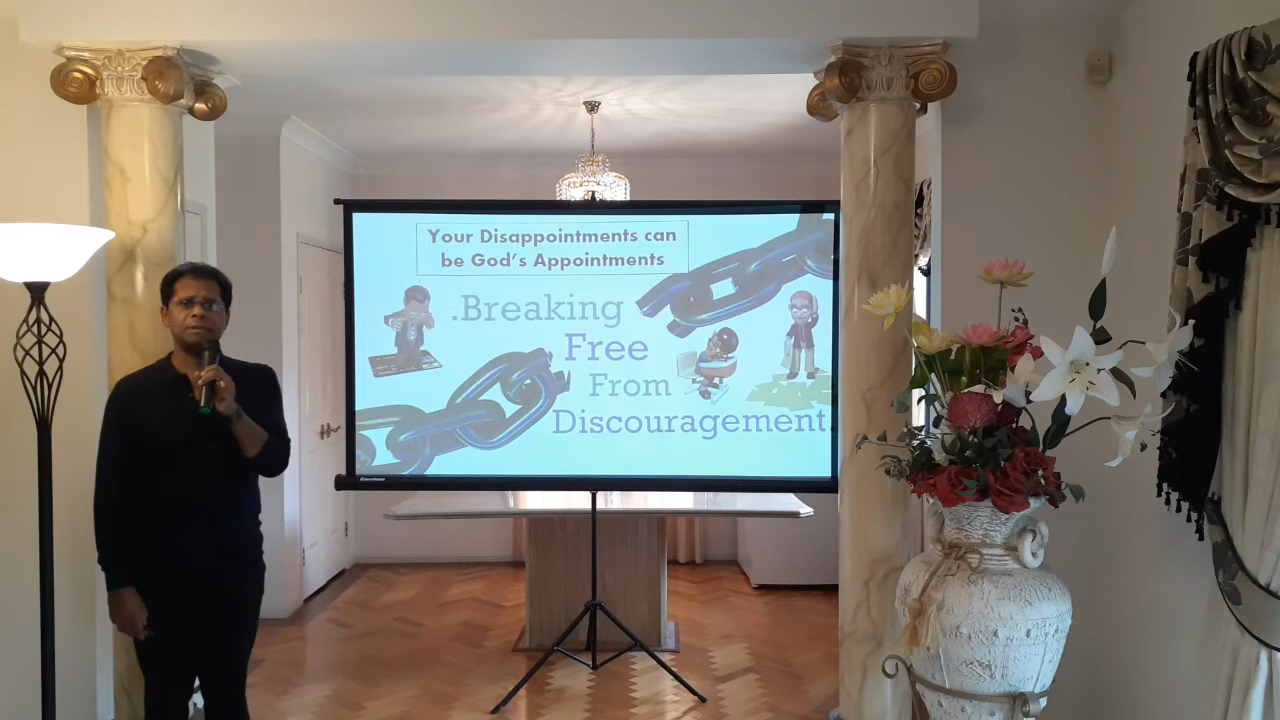 Your Disappointments can
be God's Appointments
.Breaking
Free
From
Discouragement.